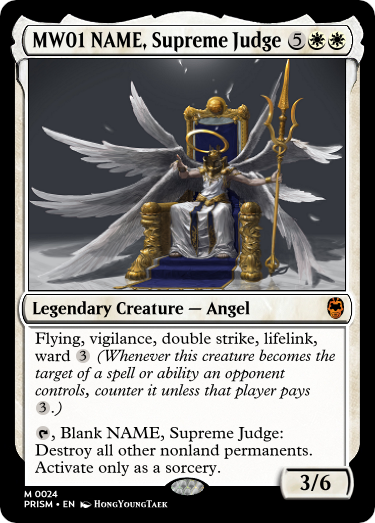 MW01 NAME, Supreme Judge 5
Legendary Creature — Angel
Flying, vigilance, double strike, lifelink,
ward 3 (Whenever this creature becomes the
target of a spell or ability an opponent
controls, counter it unless that player pays
3.)
, Blank NAME, Supreme Judge:
Destroy all other nonland permanents.
Activate only as a sorcery.
3/6
M 0024
PRISM • EN HongYoungTaek